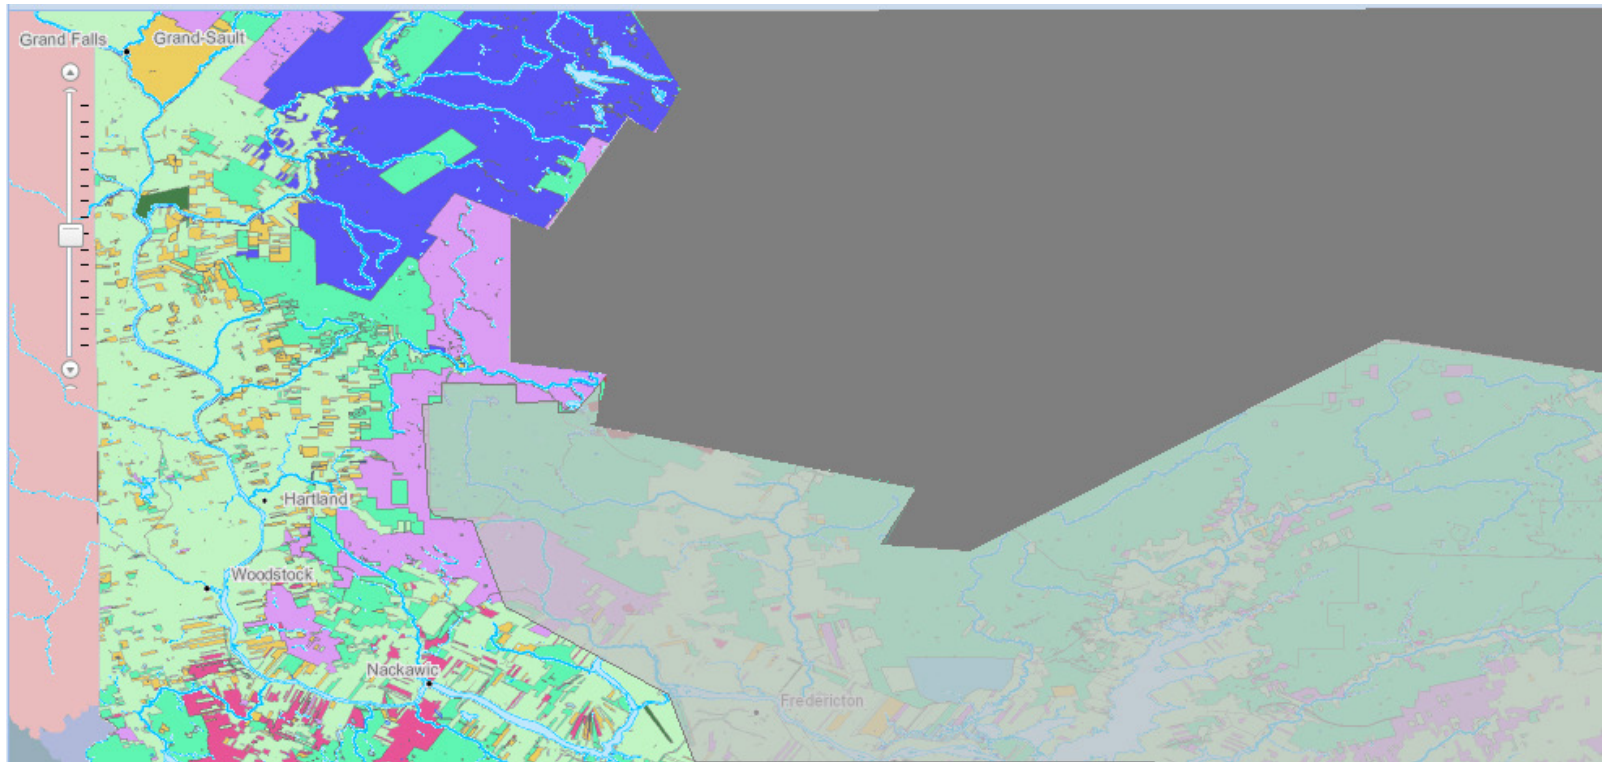 Grand Falls Grand-Sault
Hartland
Woodstock
Nackawic
Fredericton